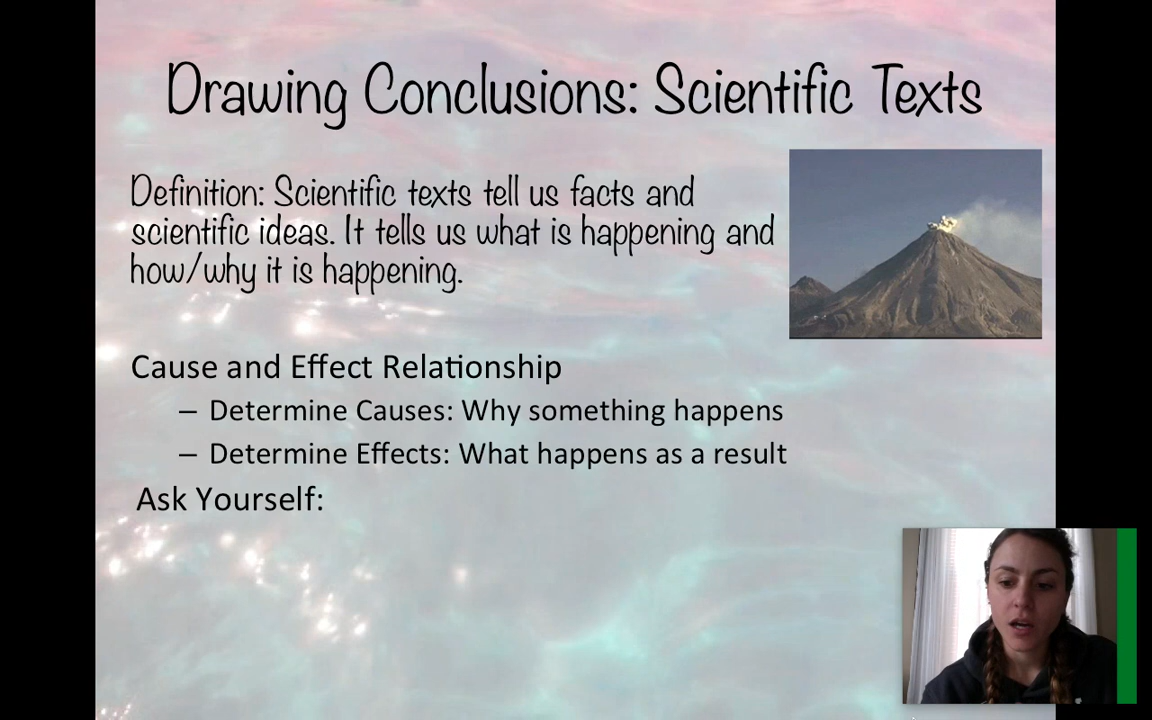 Drawing Conclusions: Scientific Texts
Definition: Scientific texts tell us facts and
scientific ideas. It tells us what is happening and
how/why it is happening.
Cause and Effect Relationship
– Determine Causes: Why something happens
– Determine Effects: What happens as a result
Ask Yourself: